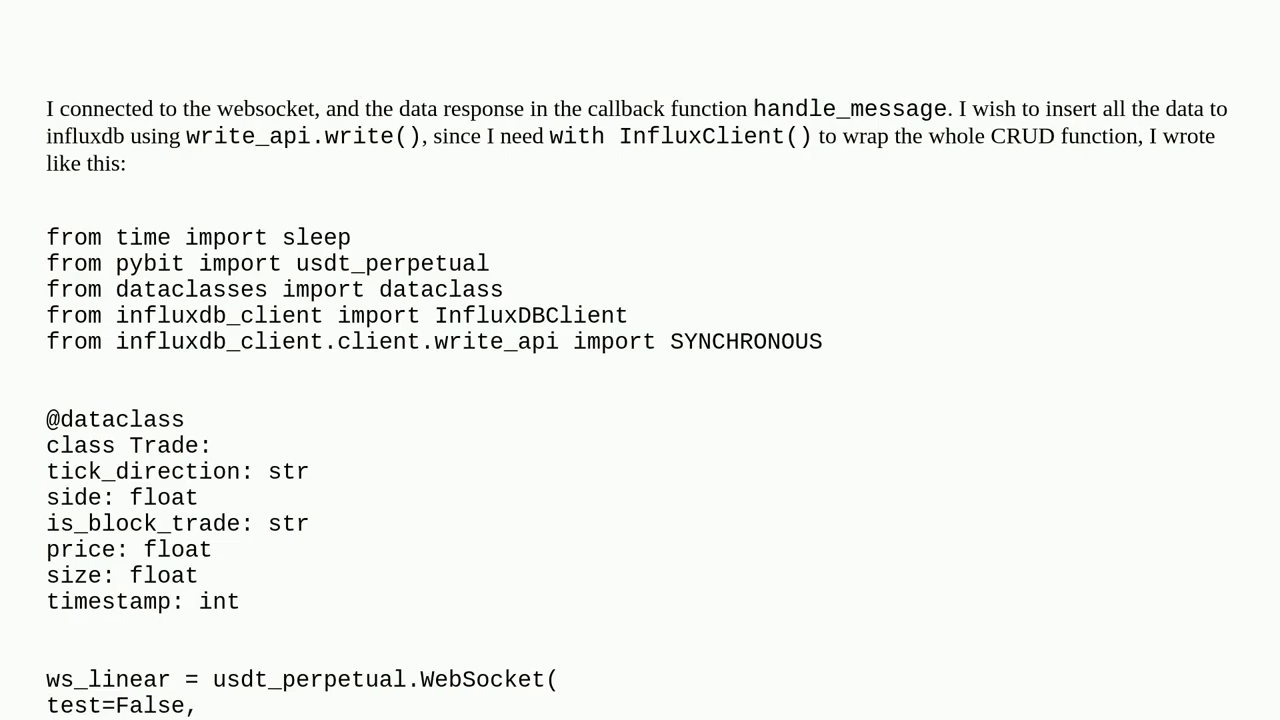 I connected to the websocket, and the data response in the callback function handle_message. I wish to insert all the data to
influxdb using write_api.write(), since I need with InfluxClient() to wrap the whole CRUD function, I wrote
like this:
from time import sleep
from pybit import usdt_perpetual
from dataclasses import dataclass
from influxdb_client import InfluxDBClient
from influxdb_client.client.write_api import SYNCHRONOUS
@dataclass
class Trade:
tick_direction: str
side: float
is_block_trade: str
price: float
size: float
timestamp: int
ws_linear = usdt_perpetual.WebSocket(
test=False,